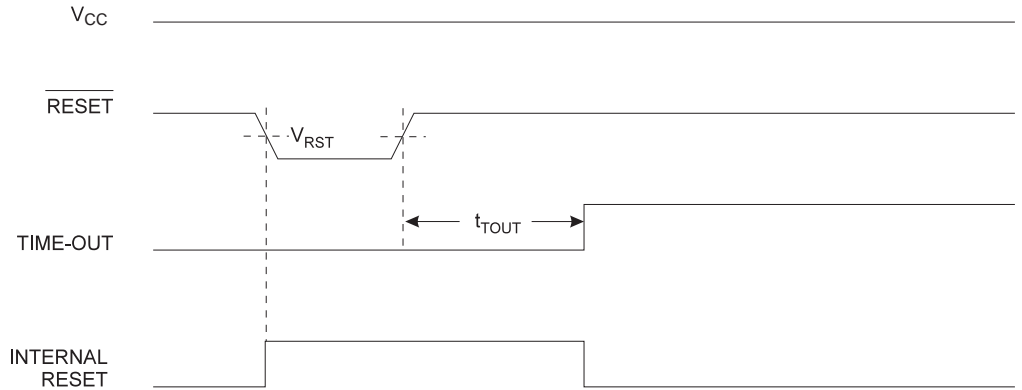 VCC
RESET
VRST
tTOUT
TIME-OUT
INTERNAL
RESET